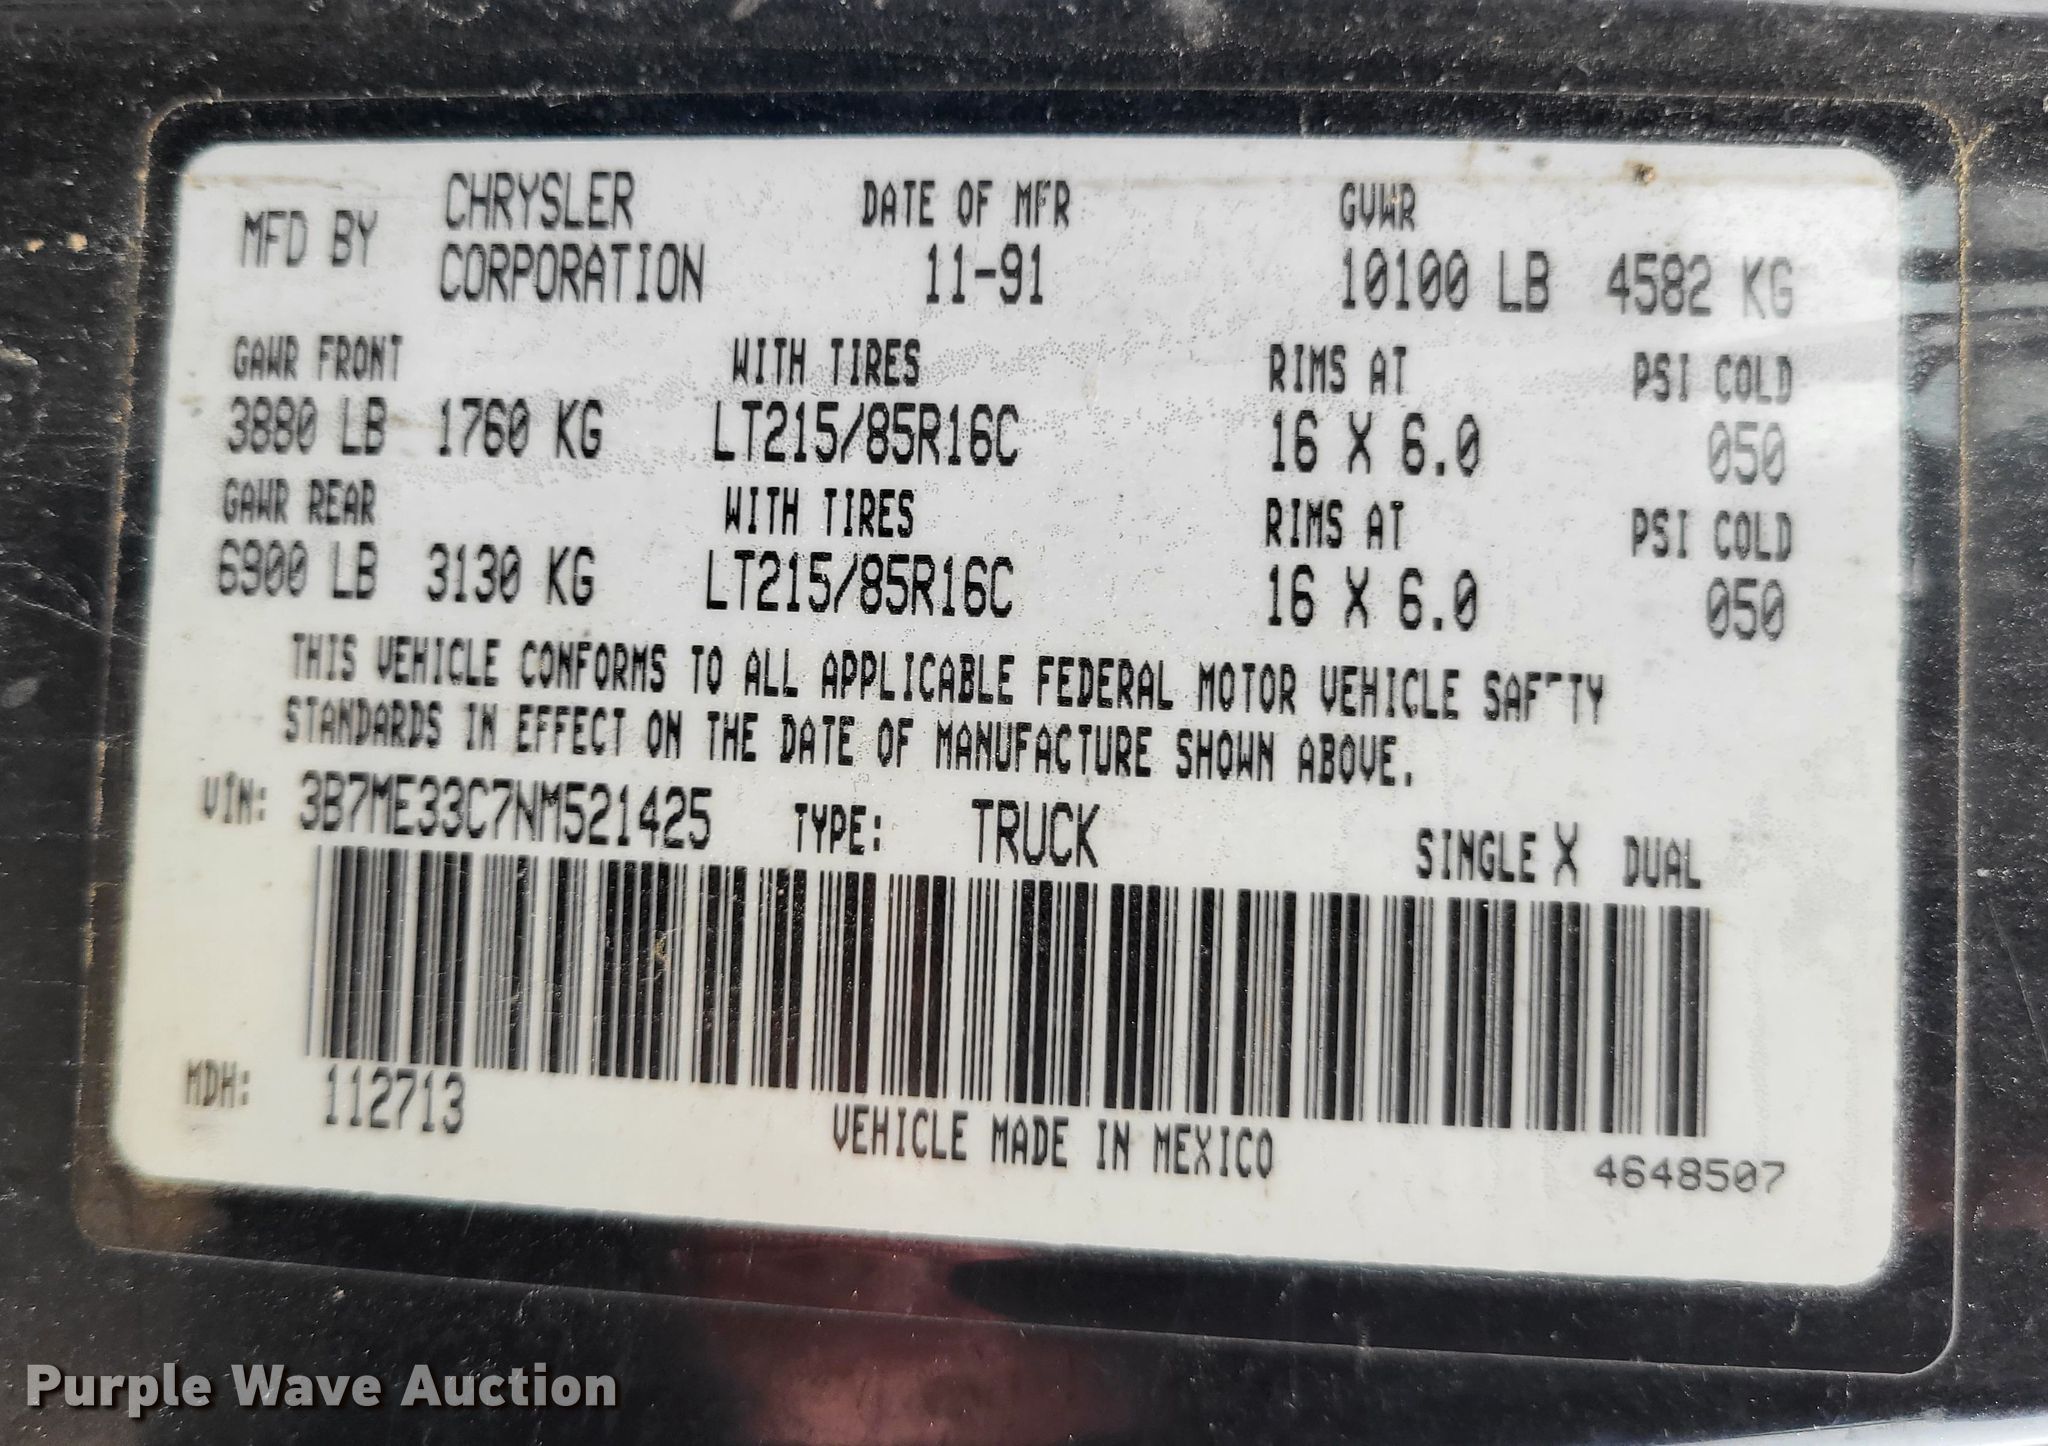 MFD BY CHRYSLER CORPORATION DATE OF MFR 11-91 GVWR 10100 LB 4582 KG
GAWR FRONT WITH TIRES RIMS AT PSI COLD
3880 LB 1760 KG LT215/85R16C 16 X 6.0 050
GAWR REAR WITH TIRES RIMS AT PSI COLD
6900 LB 3130 KG LT215/85R16C 16 X 6.0 050
THIS VEHICLE CONFORMS TO ALL APPLICABLE FEDERAL MOTOR VEHICLE SAFETY
STANDARDS IN EFFECT ON THE DATE OF MANUFACTURE SHOWN ABOVE.
VIN: 3B7ME33C7NM521425 TYPE: TRUCK SINGLE X DUAL
MDH: 112713
VEHICLE MADE IN MEXICO
4648507
Purple Wave Auction